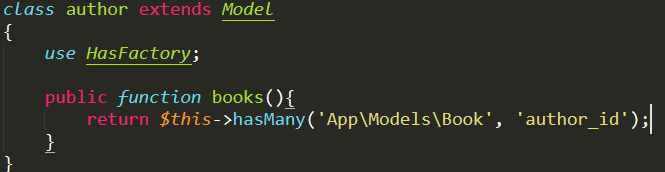 class author extends Model
{
    use HasFactory;
    public function books(){
        return $this->hasMany('App\Models\Book', 'author_id');
    }
}